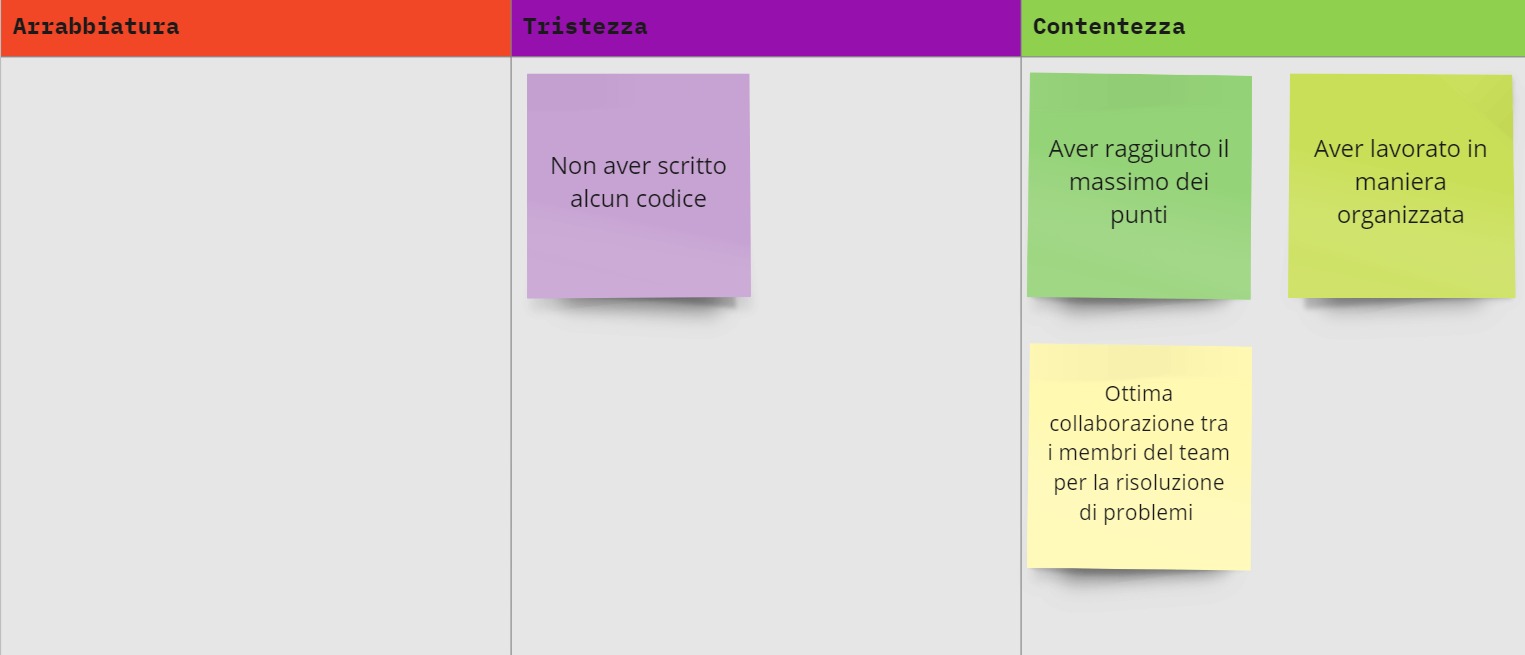 Arrabbiatura
Tristezza
Contentezza
Non aver scritto
alcun codice
Aver raggiunto il
massimo dei
punti
Aver lavorato in
maniera
organizzata
Ottima
collaborazione tra
i membri del team
per la risoluzione
di problemi